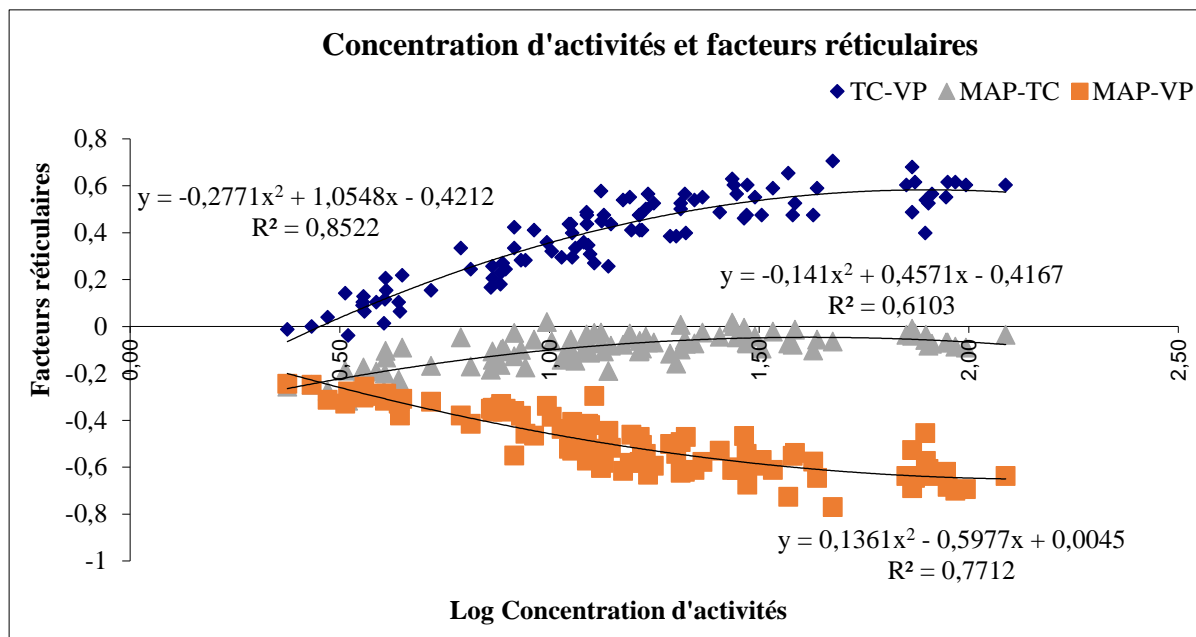 Concentration d'activités et facteurs réticulaires
TC-VP MAP-TC MAP-VP
Facteurs réticulaires
0,8
0,6
0,4
0,2
0
-0,2
-0,4
-0,6
-0,8
-1
y = -0,2771x² + 1,0548x - 0,4212
R² = 0,8522
y = -0,141x² + 0,4571x - 0,4167
R² = 0,6103
0,00 0,50 1,00 1,50 2,00 2,50
y = 0,1361x² - 0,5977x + 0,0045
R² = 0,7712
Log Concentration d'activités